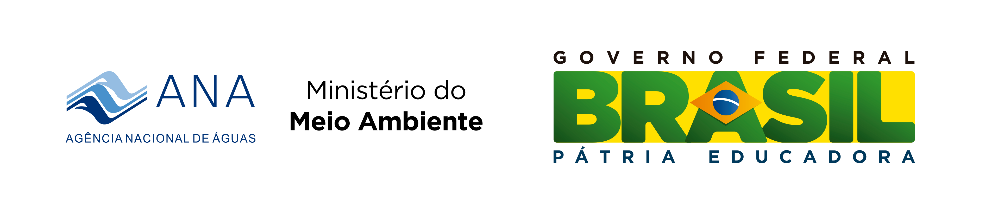 ANA
AGÊNCIA NACIONAL DE ÁGUAS
Ministério do
Meio Ambiente
GOVERNO FEDERAL
BRASIL
PÁTRIA EDUCADORA